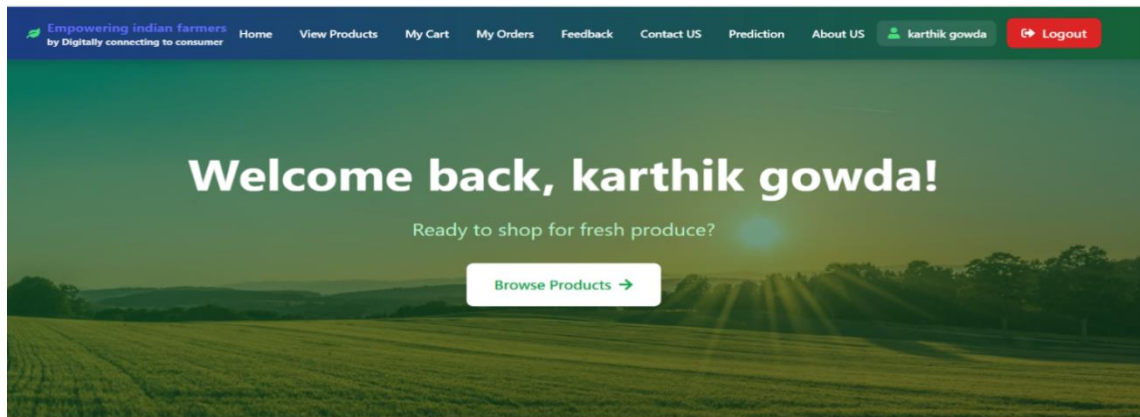 Empowering indian farmers
by Digitally connecting to consumer
Home View Products My Cart My Orders Feedback Contact US Prediction About US karthik gowda Logout
Welcome back, karthik gowda!
Ready to shop for fresh produce?
Browse Products →